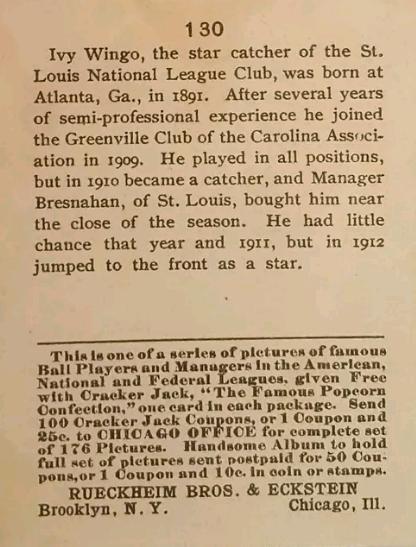 130
Ivy Wingo, the star catcher of the St.
Louis National League Club, was born at
Atlanta, Ga., in 1891. After several years
of semi-professional experience he joined
the Greenville Club of the Carolina Associ-
ation in 1909. He played in all positions,
but in 1910 became a catcher, and Manager
Bresnahan, of St. Louis, bought him near
the close of the season. He had little
chance that year and 1911, but in 1912
jumped to the front as a star.
This is one of a series of pictures of famous
Ball Players and Managers in the American,
National and Federal Leagues, given Free
with Cracker Jack, "The Famous Popcorn
Confection," one card in each package. Send
100 Cracker Jack Coupons, or 1 Coupon and
25c. to CHICAGO OFFICE for complete set
of 176 Pictures. Handsome Album to hold
full set of pictures sent postpaid for 50 Cou-
pons, or 1 Coupon and 10c. in coin or stamps.
RUECKHEIM BROS. & ECKSTEIN
Brooklyn, N. Y. Chicago, Ill.